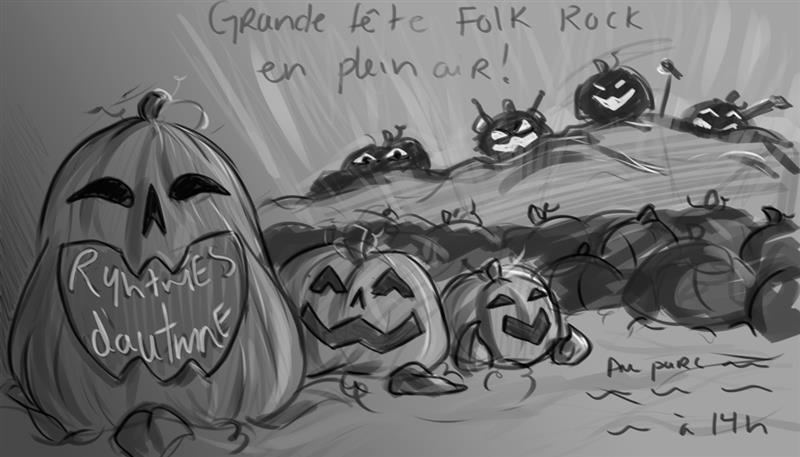 Grande fête Folk Rock
en plein air!
Rythmes
d'automne
Au parc
à 14h